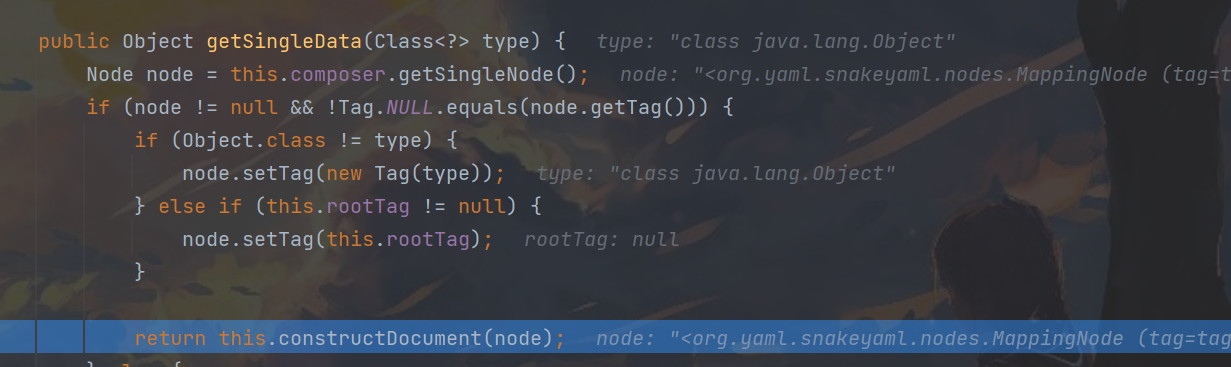 public Object getSingleData(Class<?> type) {   type: "class java.lang.Object"
    Node node = this.composer.getSingleNode();   node: "<org.yaml.snakeyaml.nodes.MappingNode (tag=t
    if (node != null && !Tag.NULL.equals(node.getTag())) {
        if (Object.class != type) {
            node.setTag(new Tag(type));   type: "class java.lang.Object"
        } else if (this.rootTag != null) {
            node.setTag(this.rootTag);   rootTag: null
        }
        return this.constructDocument(node);   node: "<org.yaml.snakeyaml.nodes.MappingNode (tag=tag